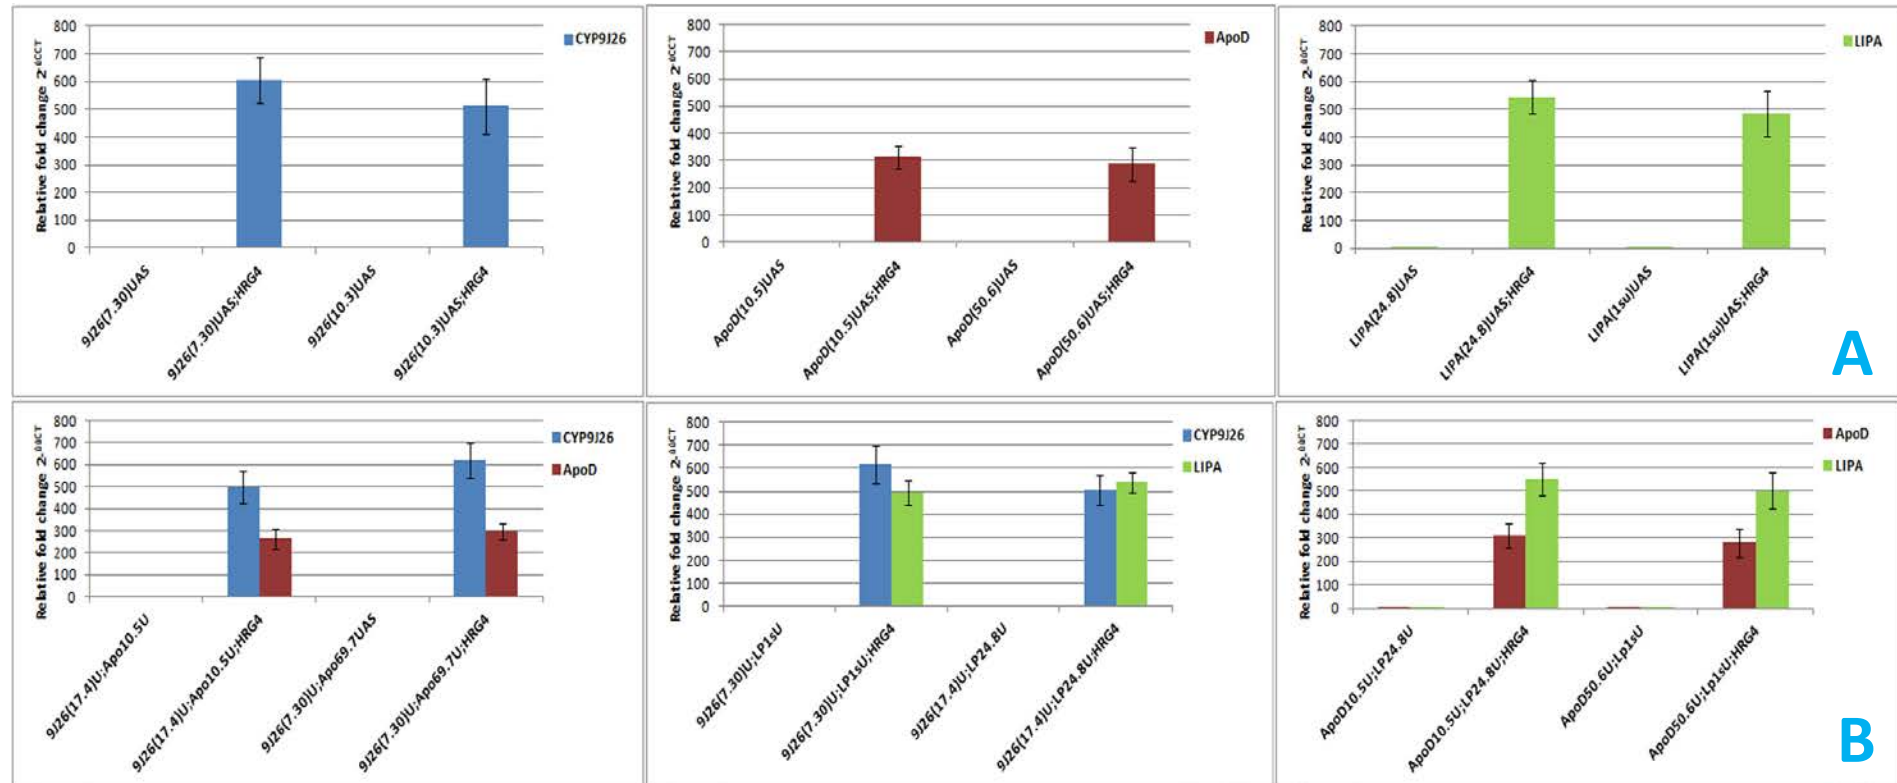 Relative fold change 2-ΔΔCT
800
700
600
500
400
300
200
100
0
CYP9J26
9J26(7.30)UAS
9J26(7.30)UAS;HRG4
9J26(10.3)UAS
9J26(10.3)UAS;HRG4
Relative fold change 2-ΔΔCT
800
700
600
500
400
300
200
100
0
ApoD
ApoD(10.5)UAS
ApoD(10.5)UAS;HRG4
ApoD(50.6)UAS
ApoD(50.6)UAS;HRG4
Relative fold change 2-ΔΔCT
800
700
600
500
400
300
200
100
0
LIPA
LIPA(24.8)UAS
LIPA(24.8)UAS;HRG4
LIPA(1su)UAS
LIPA(1su)UAS;HRG4
A
Relative fold change 2-ΔΔCT
800
700
600
500
400
300
200
100
0
CYP9J26
ApoD
9J26(17.4)U;Apo10.5U
9J26(17.4)U;Apo10.5U;HRG4
9J26(7.30)U;Apo69.7UAS
9J26(7.30)U;Apo69.7U;HRG4
Relative fold change 2-ΔΔCT
800
700
600
500
400
300
200
100
0
CYP9J26
LIPA
9J26(7.30)U;LP1sU
9J26(7.30)U;LP1sU;HRG4
9J26(17.4)U;LP24.8U
9J26(17.4)U;LP24.8U;HRG4
Relative fold change 2-ΔΔCT
800
700
600
500
400
300
200
100
0
ApoD
LIPA
ApoD10.5U;LP24.8U
ApoD10.5U;LP24.8U;HRG4
ApoD50.6U;Lp1sU
ApoD50.6U;Lp1sU;HRG4
B